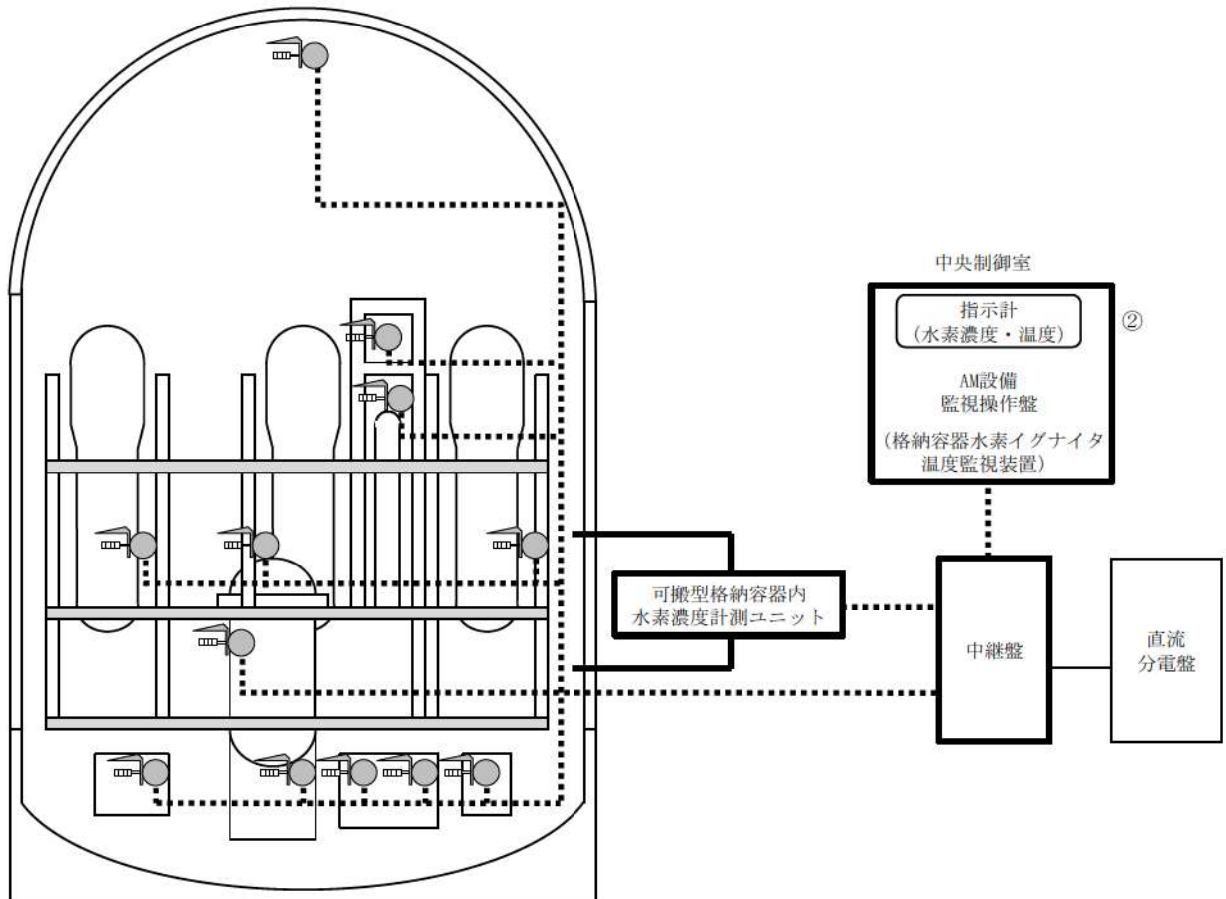 中央制御室
指示計
(水素濃度・温度)
②
AM設備
監視操作盤
(格納容器水素イグナイタ
温度監視装置)
可搬型格納容器内
水素濃度計測ユニット
中継盤
直流
分電盤